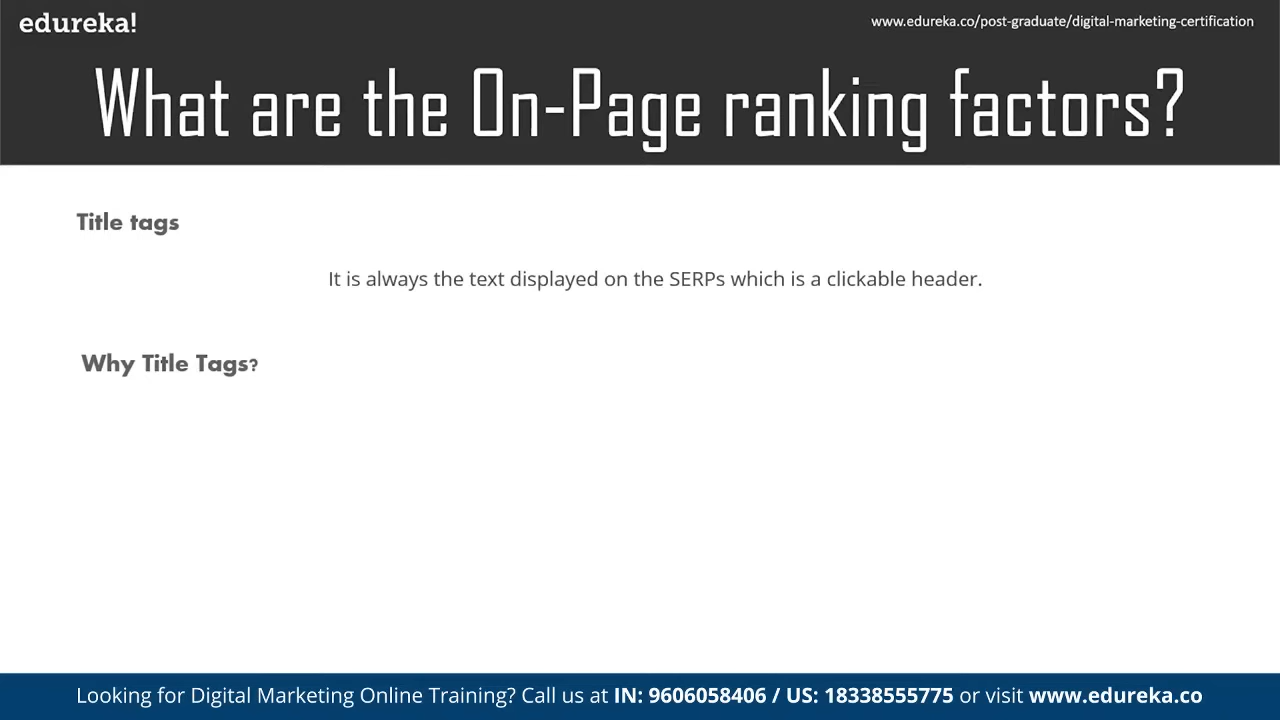 edureka!
www.edureka.co/post-graduate/digital-marketing-certification
What are the On-Page ranking factors?
Title tags
It is always the text displayed on the SERPs which is a clickable header.
Why Title Tags?
Looking for Digital Marketing Online Training? Call us at IN: 9606058406 / US: 18338555775 or visit www.edureka.co